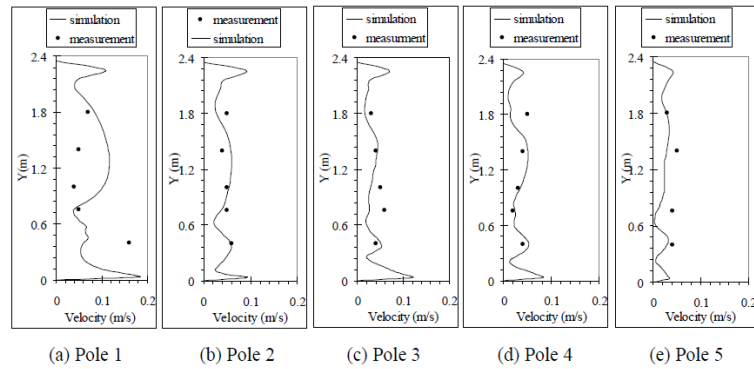 simulation
measurement
2.4
1.8
1.2
0.6
0
Y (m)
0 0.1 0.2
Velocity (m/s)
(a) Pole 1
measurement
simulation
2.4
1.8
1.2
0.6
0
Y (m)
0 0.1 0.2
Velocity (m/s)
(b) Pole 2
simulation
measurment
2.4
1.8
1.2
0.6
0
Y (m)
0 0.1 0.2
Velocity (m/s)
(c) Pole 3
simulation
measurement
2.4
1.8
1.2
0.6
0
Y (m)
0 0.1 0.2
Velocity (m/s)
(d) Pole 4
simulation
measurement
2.4
1.8
1.2
0.6
0
Y (m)
0 0.1 0.2
Velocity (m/s)
(e) Pole 5